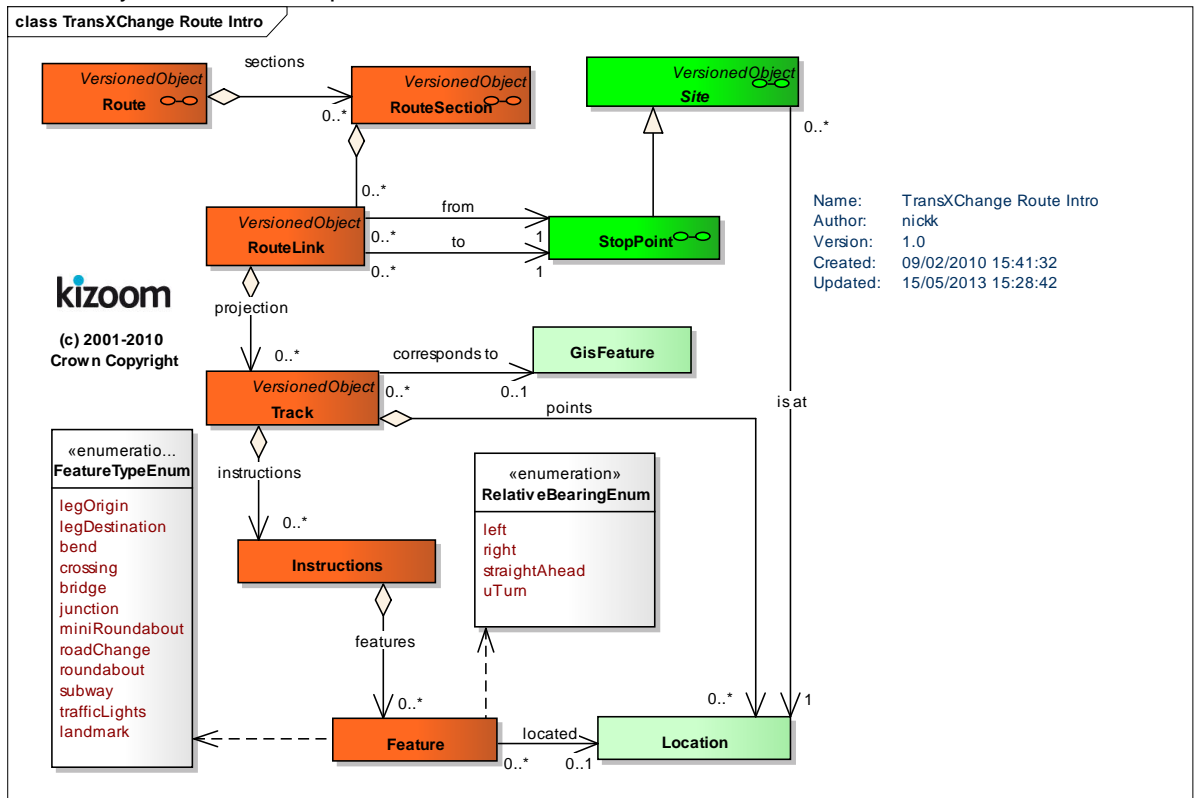 class TransXChange Route Intro
sections
VersionedObject
Route
VersionedObject
RouteSection
0..*
VersionedObject
Site
0..*
0..*
VersionedObject
RouteLink
from
0..*
1
to
0..*
1
StopPoint
Name: TransXChange Route Intro
Author: nickk
Version: 1.0
Created: 09/02/2010 15:41:32
Updated: 15/05/2013 15:28:42
kizoom
(c) 2001-2010
Crown Copyright
projection
0..*
corresponds to
0..*
0..1
GisFeature
VersionedObject
Track
points
is at
«enumeratio...
FeatureTypeEnum
legOrigin
legDestination
bend
crossing
bridge
junction
miniRoundabout
roadChange
roundabout
subway
trafficLights
landmark
instructions
0..*
«enumeration»
RelativeBearingEnum
left
right
straightAhead
uTurn
Instructions
features
0..*
0..*
1
Feature
located
0..*
0..1
Location